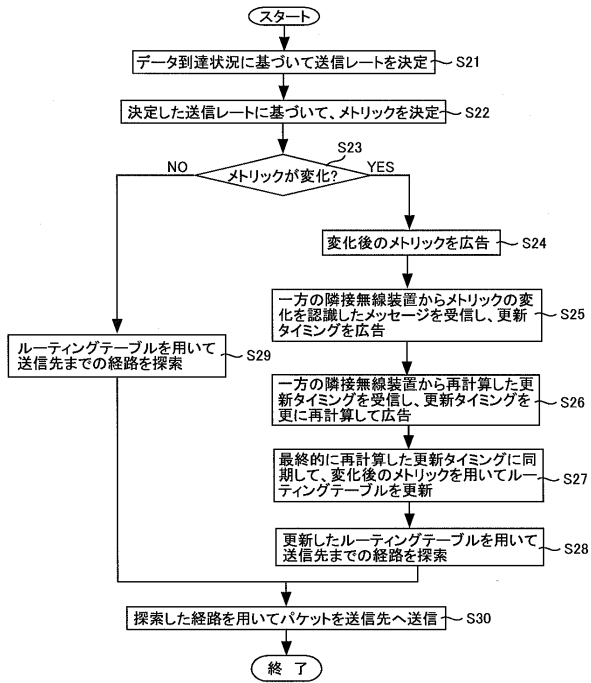 スタート
データ到達状況に基づいて送信レートを決定
S21
決定した送信レートに基づいて、メトリックを決定
S22
S23
メトリックが変化?
NO
YES
変化後のメトリックを広告
S24
一方の隣接無線装置からメトリックの変
化を認識したメッセージを受信し、更新
タイミングを広告
S25
ルーティングテーブルを用いて
送信先までの経路を探索
S29
一方の隣接無線装置から再計算した更
新タイミングを受信し、更新タイミングを
更に再計算して広告
S26
最終的に再計算した更新タイミングに同
期して、変化後のメトリックを用いてルー
ティングテーブルを更新
S27
更新したルーティングテーブルを用いて
送信先までの経路を探索
S28
探索した経路を用いてパケットを送信先へ送信
S30
終 了